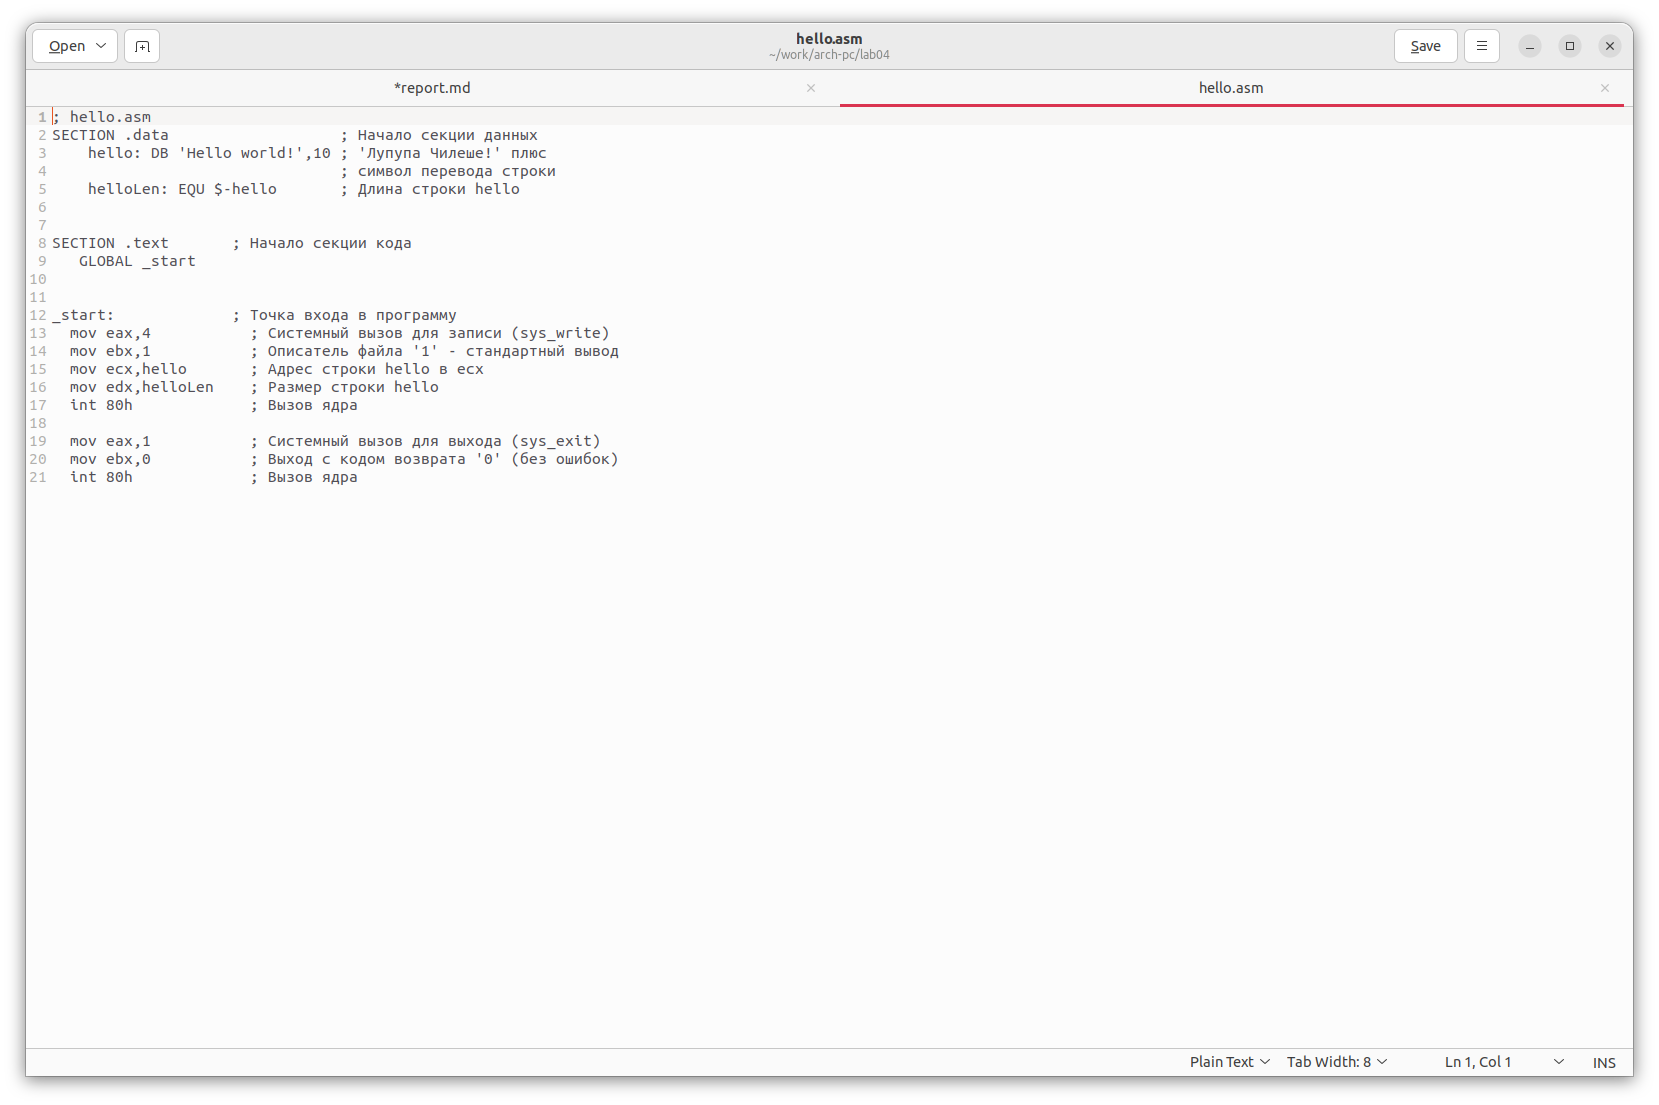 Open
hello.asm
~/work/arch-pc/lab04
Save
*report.md
hello.asm
1 ; hello.asm
2 SECTION .data                   ; Начало секции данных
3     hello: DB 'Hello world!',10 ; 'Лупупа Чилеше!' плюс
4                                 ; символ перевода строки
5     helloLen: EQU $-hello       ; Длина строки hello
6
7
8 SECTION .text       ; Начало секции кода
9    GLOBAL _start
10
11
12 _start:             ; Точка входа в программу
13   mov eax,4           ; Системный вызов для записи (sys_write)
14   mov ebx,1           ; Описатель файла '1' - стандартный вывод
15   mov ecx,hello       ; Адрес строки hello в ecx
16   mov edx,helloLen    ; Размер строки hello
17   int 80h             ; Вызов ядра
18
19   mov eax,1           ; Системный вызов для выхода (sys_exit)
20   mov ebx,0           ; Выход с кодом возврата '0' (без ошибок)
21   int 80h             ; Вызов ядра
Plain Text Tab Width: 8 Ln 1, Col 1 INS